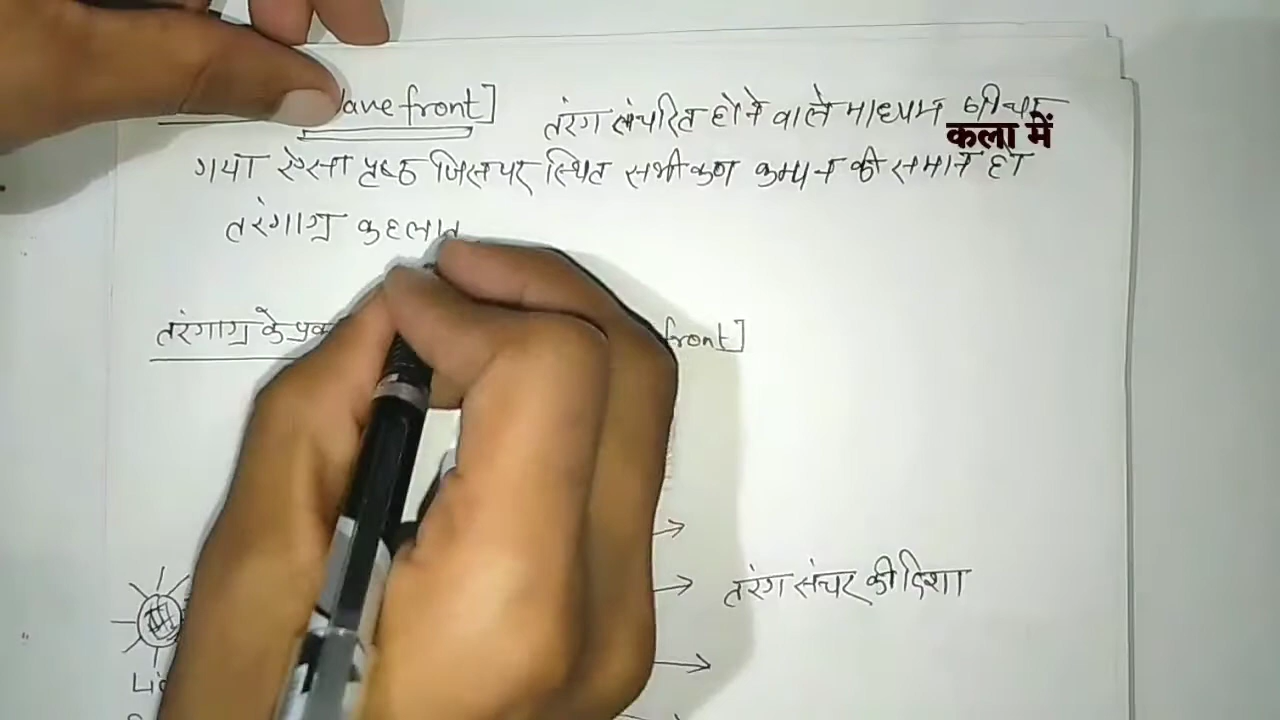 Wave front] तरंग संचरित होने वाले माध्यम खींचा
कला में
गया ऐसा पृष्ठ जिसपर स्थित सभी कण कम्पन की समान हो
तरंगाग्र कहलात
तरंगाग्र के प्रका front]
तरंग संचर की दिशा